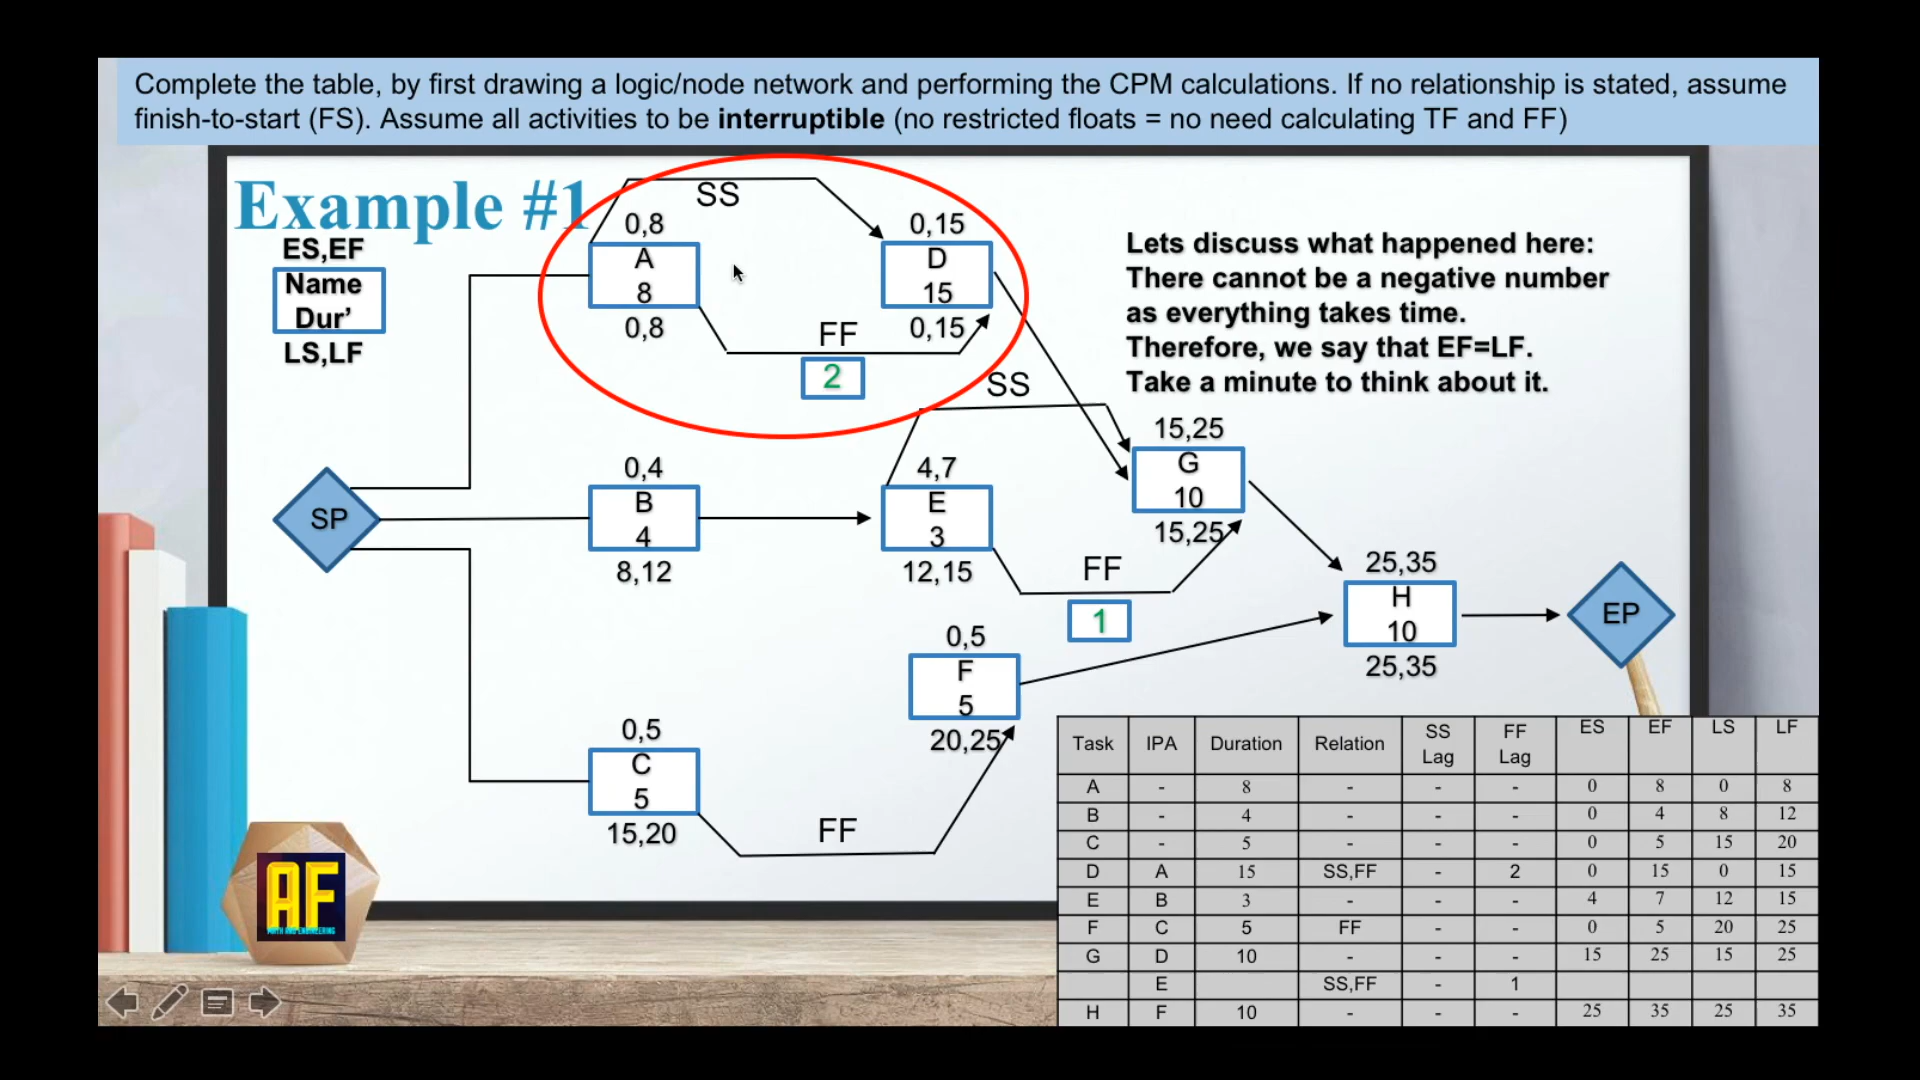 Complete the table, by first drawing a logic/node network and performing the CPM calculations. If no relationship is stated, assume
finish-to-start (FS). Assume all activities to be interruptible (no restricted floats = no need calculating TF and FF)
Example #1
ES,EF
Name
Dur'
LS,LF
SS
0,8
A
8
0,8
0,15
D
15
0,15
FF
2
Lets discuss what happened here:
There cannot be a negative number
as everything takes time.
Therefore, we say that EF=LF.
Take a minute to think about it.
SS
15,25
G
10
15,25
SP
0,4
B
4
8,12
4,7
E
3
12,15
FF
1
25,35
H
10
25,35
EP
0,5
F
5
20,25
0,5
C
5
15,20
FF
AF
Task IPA Duration Relation SS Lag FF Lag ES EF LS LF
A - 8 - - - 0 8 0 8
B - 4 - - - 0 4 8 12
C - 5 - - - 0 5 15 20
D A 15 SS,FF - 2 0 15 0 15
E B 3 - - - 4 7 12 15
F C 5 FF - - 0 5 20 25
G D 10 - - - 15 25 15 25
E SS,FF - 1
H F 10 - - - 25 35 25 35